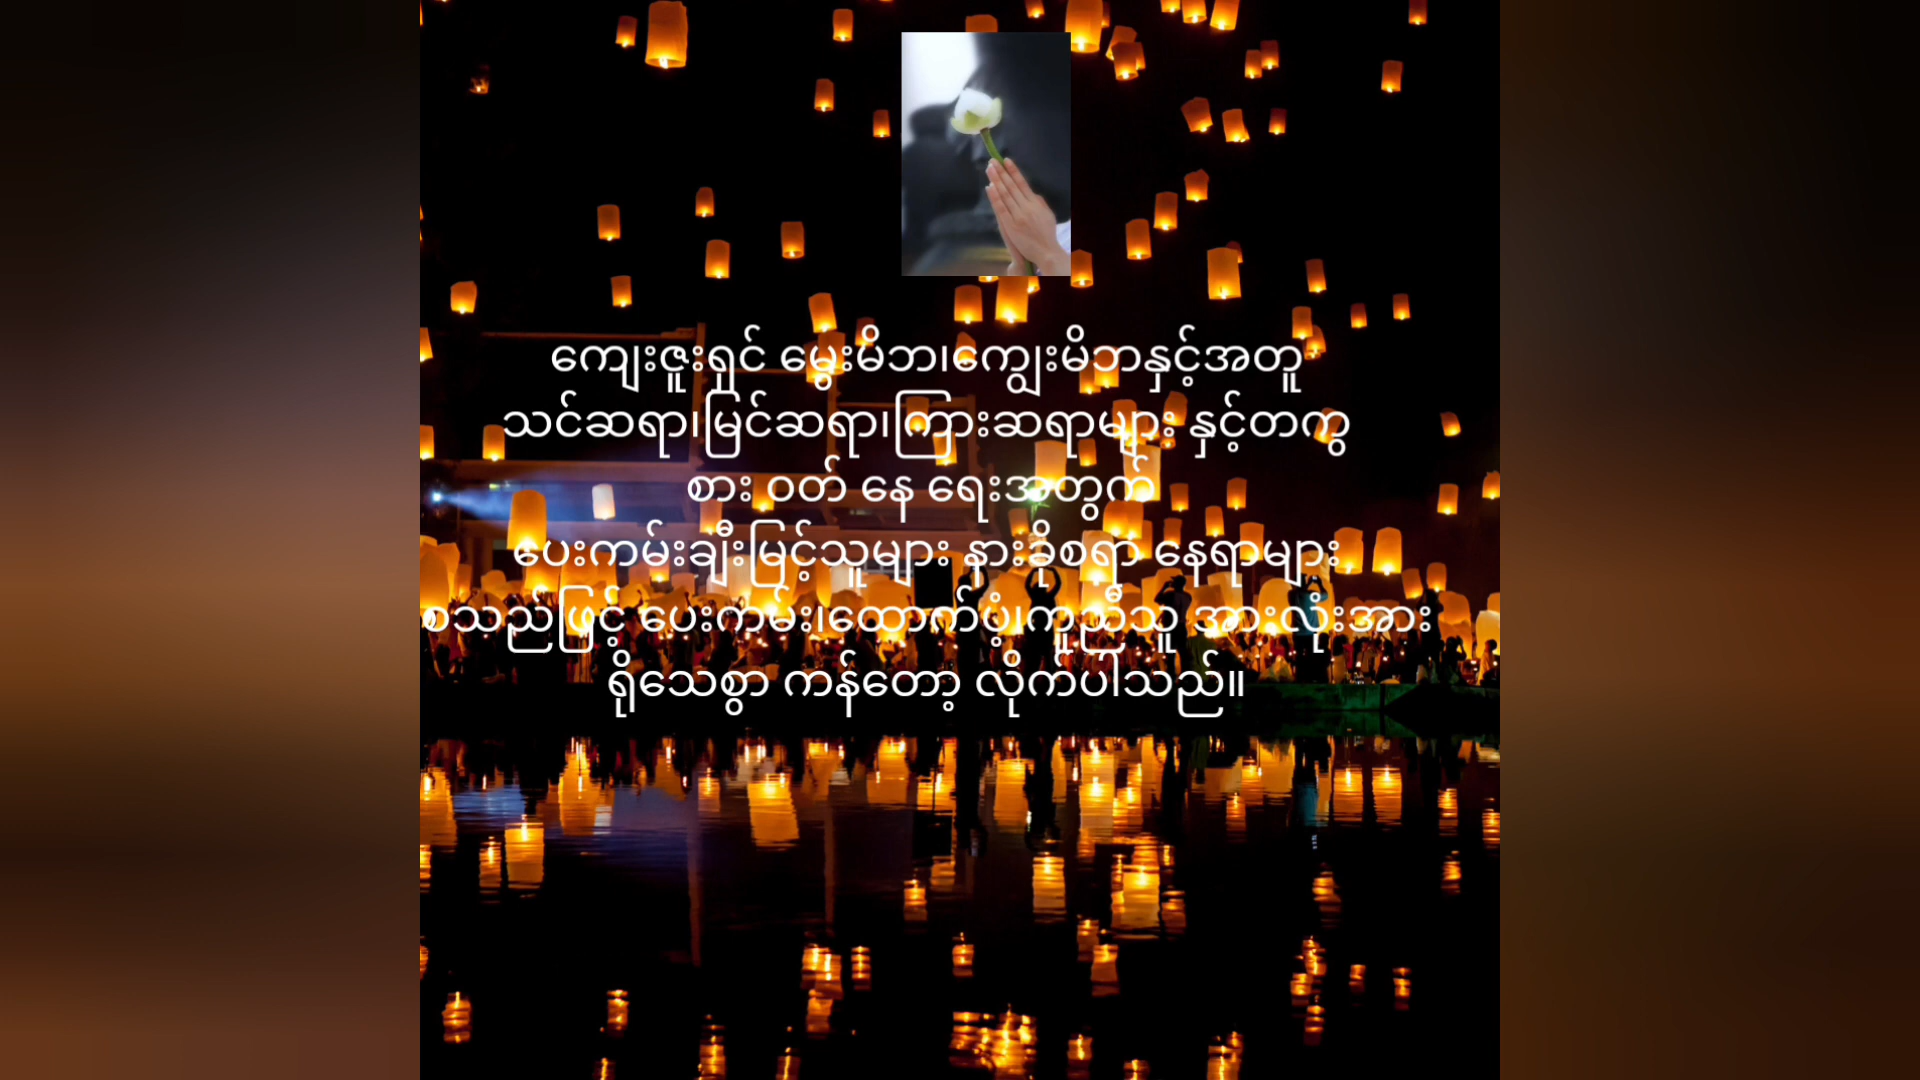 ကျေးဇူးရှင် မွေးမိဘ၊ကျွေးမိဘနှင့်အတူ
သင်ဆရာ၊မြင်ဆရာ၊ကြားဆရာများ နှင့်တကွ
စား ဝတ် နေ ရေးအတွက်
ပေးကမ်းချီးမြင့်သူများ နားခိုစရာ နေရာများ
စသည်ဖြင့် ပေးကမ်း၊ထောက်ပံ့၊ကူညီသူ အားလုံးအား
ရိုသေစွာ ကန်တော့ လိုက်ပါသည်။